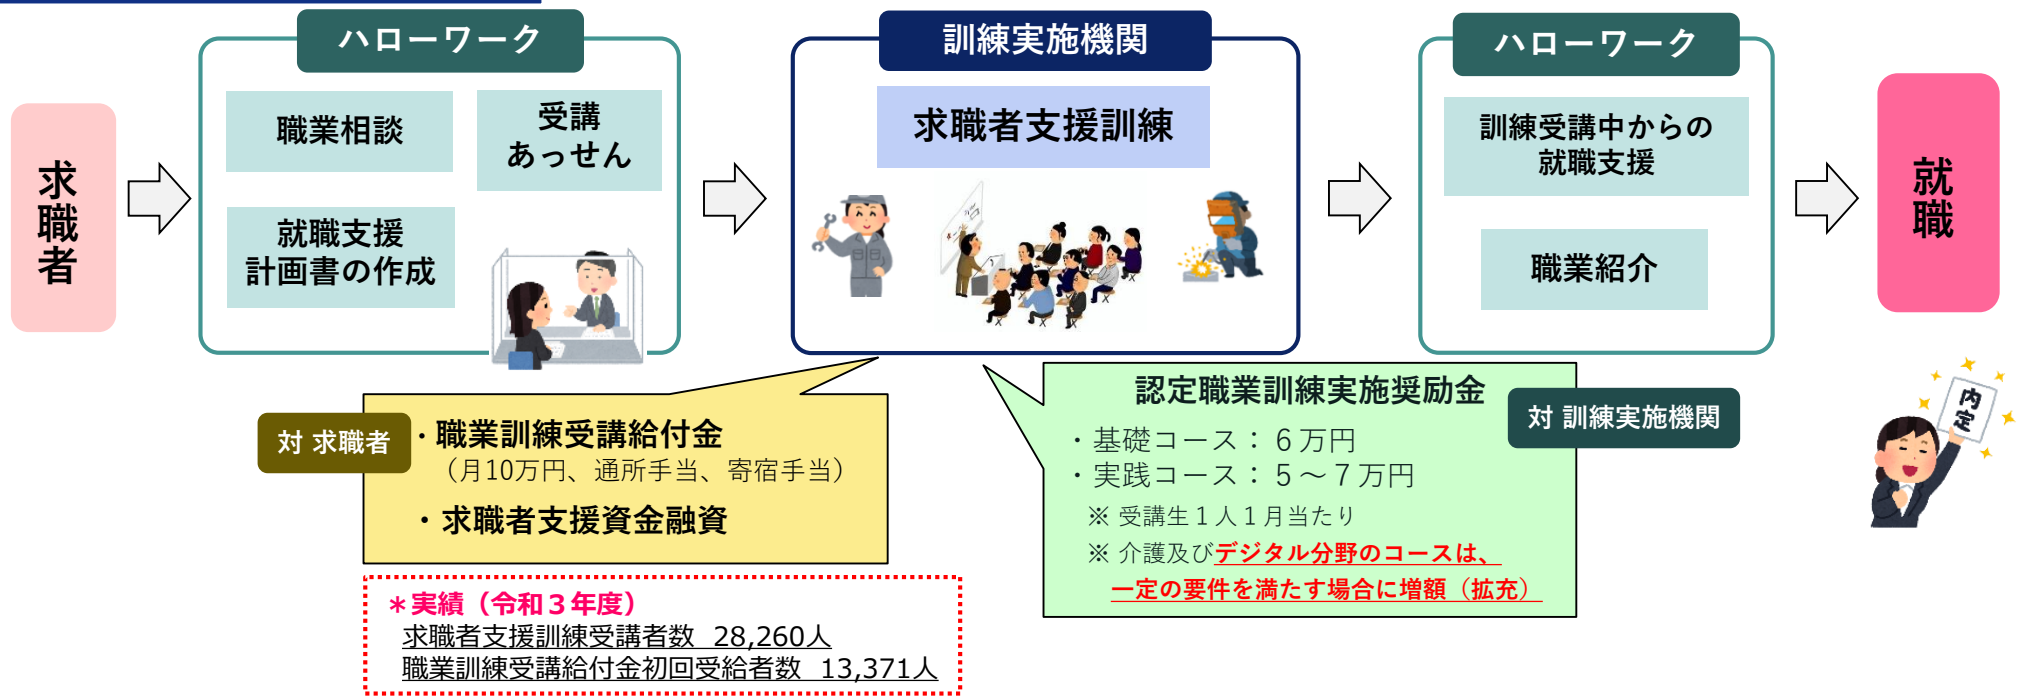 求職者
ハローワーク
職業相談
受講
あっせん
就職支援
計画書の作成
訓練実施機関
求職者支援訓練
ハローワーク
訓練受講中からの
就職支援
職業紹介
就職
内定
対 求職者
・職業訓練受講給付金
（月10万円、通所手当、寄宿手当）
・求職者支援資金融資
認定職業訓練実施奨励金
対 訓練実施機関
・基礎コース：６万円
・実践コース：５～７万円
※ 受講生１人１月当たり
※ 介護及びデジタル分野のコースは、
一定の要件を満たす場合に増額（拡充）
＊実績（令和３年度）
求職者支援訓練受講者数 28,260人
職業訓練受講給付金初回受給者数 13,371人